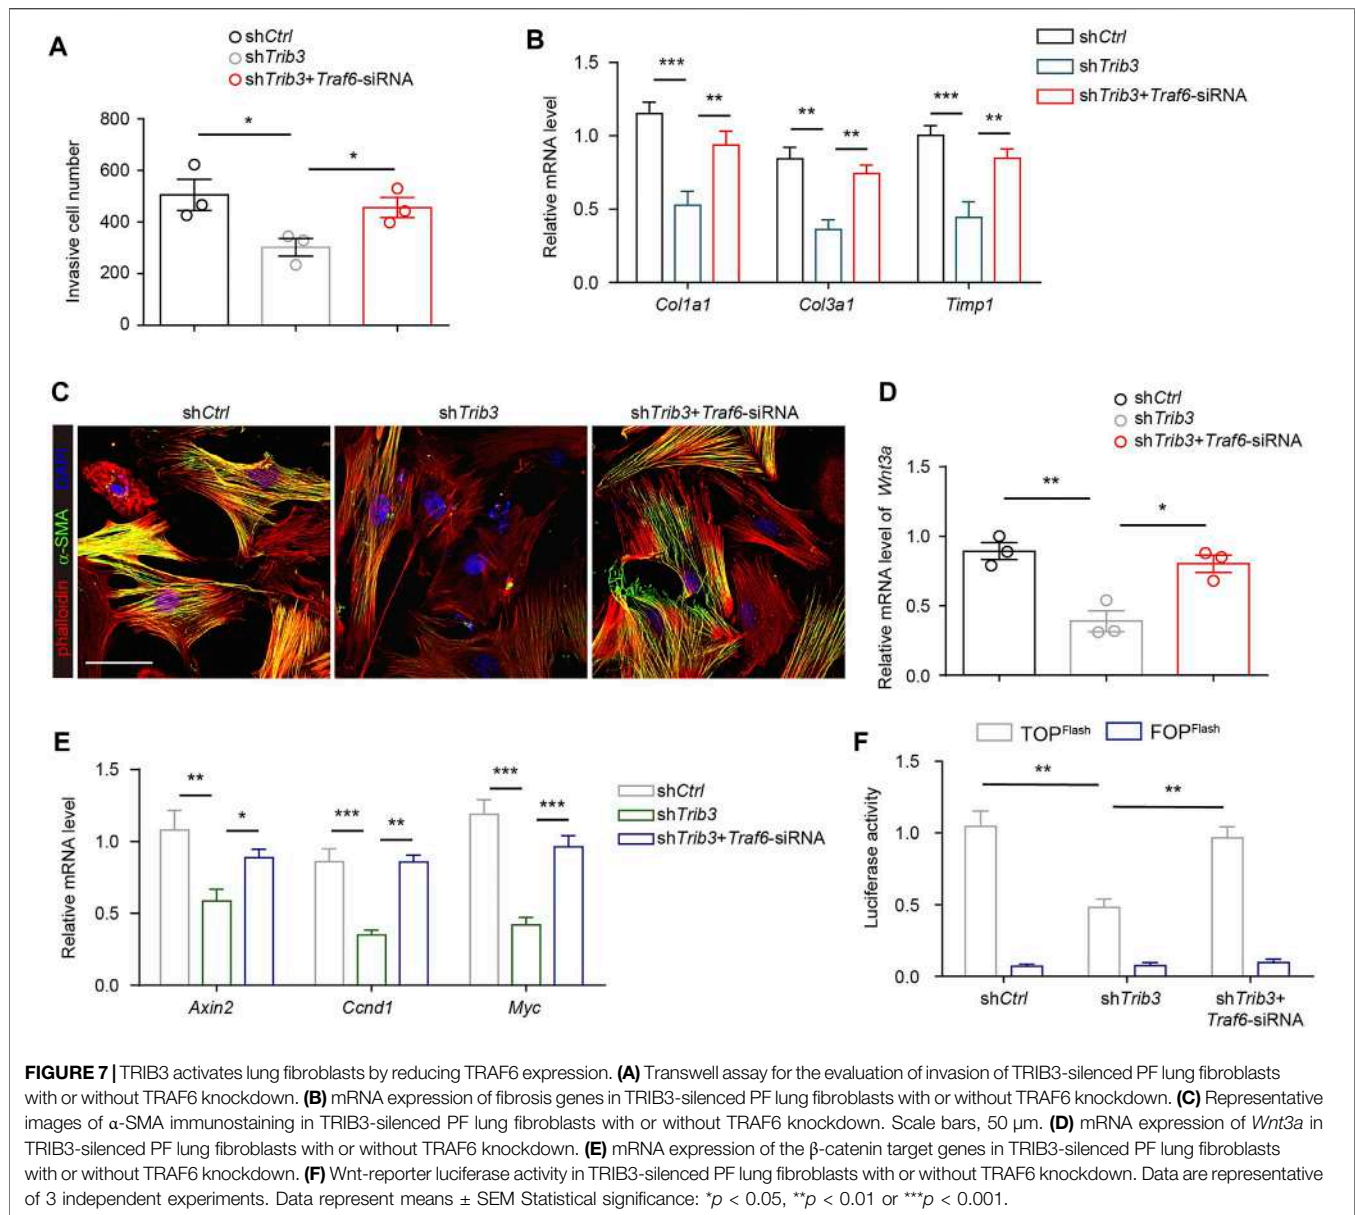 A
shCtrl
shTrib3
shTrib3+Traf6-siRNA
Invasive cell number
800
600
400
200
0
*
*
B
shCtrl
shTrib3
shTrib3+Traf6-siRNA
Relative mRNA level
1.5
1.0
0.5
0.0
***
**
**
**
***
**
Col1a1
Col3a1
Timp1
C
shCtrl
shTrib3
shTrib3+Traf6-siRNA
phalloidin α-SMA DAPI
D
shCtrl
shTrib3
shTrib3+Traf6-siRNA
Relative mRNA level of Wnt3a
1.5
1.0
0.5
0.0
**
*
E
Relative mRNA level
1.5
1.0
0.5
0.0
**
*
***
**
***
***
Axin2
Ccnd1
Myc
shCtrl
shTrib3
shTrib3+Traf6-siRNA
F
TOPFlash
FOPFlash
Luciferase activity
1.5
1.0
0.5
0.0
**
**
shCtrl
shTrib3
shTrib3+
Traf6-siRNA
FIGURE 7 | TRIB3 activates lung fibroblasts by reducing TRAF6 expression. (A) Transwell assay for the evaluation of invasion of TRIB3-silenced PF lung fibroblasts
with or without TRAF6 knockdown. (B) mRNA expression of fibrosis genes in TRIB3-silenced PF lung fibroblasts with or without TRAF6 knockdown. (C) Representative
images of α-SMA immunostaining in TRIB3-silenced PF lung fibroblasts with or without TRAF6 knockdown. Scale bars, 50 μm. (D) mRNA expression of Wnt3a in
TRIB3-silenced PF lung fibroblasts with or without TRAF6 knockdown. (E) mRNA expression of the β-catenin target genes in TRIB3-silenced PF lung fibroblasts
with or without TRAF6 knockdown. (F) Wnt-reporter luciferase activity in TRIB3-silenced PF lung fibroblasts with or without TRAF6 knockdown. Data are representative
of 3 independent experiments. Data represent means ± SEM Statistical significance: *p < 0.05, **p < 0.01 or ***p < 0.001.